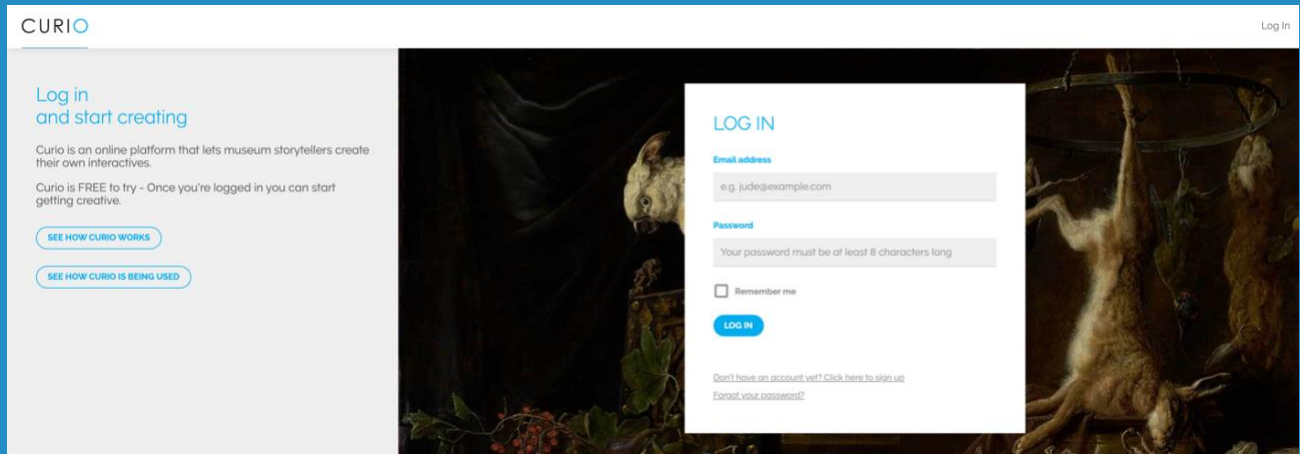 CURIO
Log In
Log in
and start creating
Curio is an online platform that lets museum storytellers create
their own interactives.
Curio is FREE to try - Once you're logged in you can start
getting creative.
SEE HOW CURIO WORKS
SEE HOW CURIO IS BEING USED
LOG IN
Email address
e.g. jude@example.com
Password
Your password must be at least 8 characters long
Remember me
LOG IN
Don't have an account yet? Click here to sign up
Forgot your password?